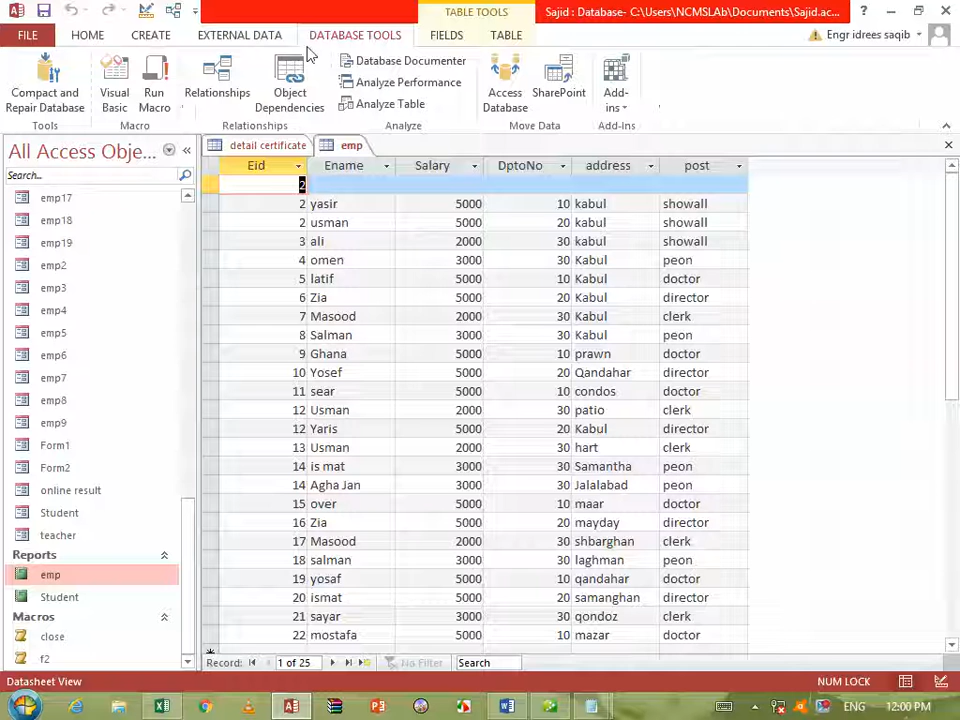 TABLE TOOLS
Sajid : Database- C:\Users\NCMSLAb\Documents\Sajid.ac...
FILE HOME CREATE EXTERNAL DATA DATABASE TOOLS FIELDS TABLE
Engr idrees saqib
Compact and Repair Database
Visual Basic
Run Macro
Relationships
Object Dependencies
Database Documenter
Analyze Performance
Analyze Table
Access Database
SharePoint
Add-ins
Tools Macro Relationships Analyze Move Data Add-Ins
All Access Obje...
Search...
emp17
emp18
emp19
emp2
emp3
emp4
emp5
emp6
emp7
emp8
emp9
Form1
Form2
online result
Student
teacher
Reports
emp
Student
Macros
close
f2
detail certificate emp
Eid Ename Salary DptoNo address post
2
2 yasir 5000 10 kabul showall
2 usman 5000 20 kabul showall
3 ali 2000 30 kabul showall
4 omen 3000 30 Kabul peon
5 latif 5000 10 Kabul doctor
6 Zia 5000 20 Kabul director
7 Masood 2000 30 Kabul clerk
8 Salman 3000 30 Kabul peon
9 Ghana 5000 10 prawn doctor
10 Yosef 5000 20 Qandahar director
11 sear 5000 10 condos doctor
12 Usman 2000 30 patio clerk
12 Yaris 5000 20 Kabul director
13 Usman 2000 30 hart clerk
14 is mat 3000 30 Samantha peon
14 Agha Jan 3000 30 Jalalabad peon
15 over 5000 10 maar doctor
16 Zia 5000 20 mayday director
17 Masood 2000 30 shbarghan clerk
18 salman 3000 30 laghman peon
19 yosaf 5000 10 qandahar doctor
20 ismat 5000 20 samanghan director
21 sayar 3000 30 qondoz clerk
22 mostafa 5000 10 mazar doctor
Record: 1 of 25 No Filter Search
Datasheet View
NUM LOCK
12:00 PM